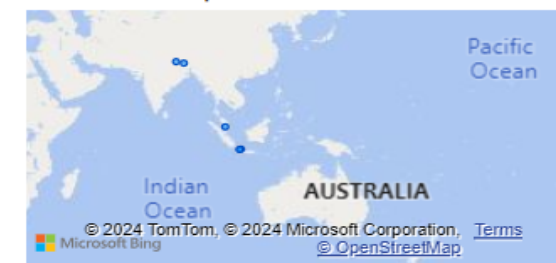 Pacific
Ocean
Indian
Ocean
AUSTRALIA
© 2024 TomTom, © 2024 Microsoft Corporation, Terms
Microsoft Bing
© OpenStreetMap